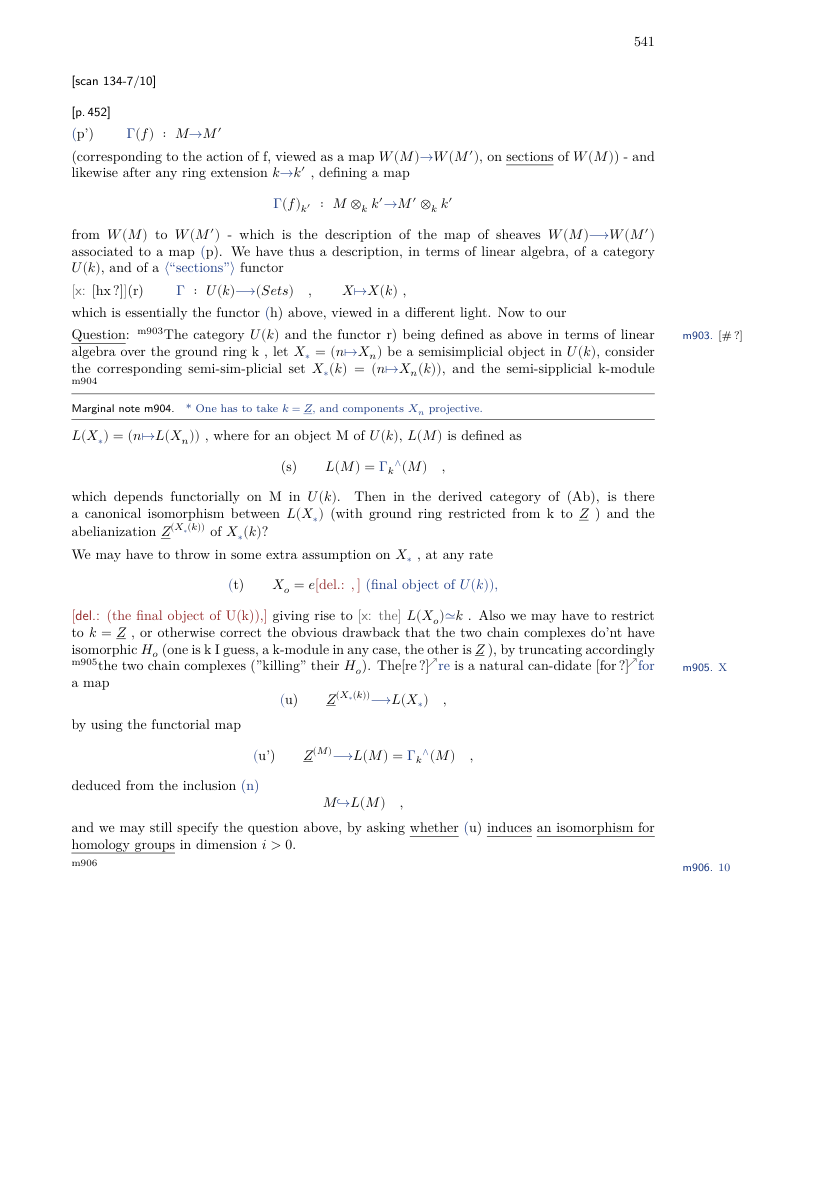 541
[scan 134-7/10]
[p. 452]
(p') Γ(f) : M→M′
(corresponding to the action of f, viewed as a map W(M)→W(M′), on sections of W(M)) - and
likewise after any ring extension k→k′ , defining a map
Γ(f)_{k′} : M ⊗_k k′→M′ ⊗_k k′
from W(M) to W(M′) - which is the description of the map of sheaves W(M)⟶W(M′)
associated to a map (p). We have thus a description, in terms of linear algebra, of a category
U(k), and of a ⟨“sections”⟩ functor
[x: [hx ?]](r) Γ : U(k)⟶(Sets) , X↦X(k) ,
which is essentially the functor (h) above, viewed in a different light. Now to our
Question: m903The category U(k) and the functor r) being defined as above in terms of linear
m903. [# ?]
algebra over the ground ring k , let X_* = (n↦X_n) be a semisimplicial object in U(k), consider
the corresponding semi-sim-plicial set X_*(k) = (n↦X_n(k)), and the semi-sipplicial k-module
m904
Marginal note m904. * One has to take k = Z, and components X_n projective.
L(X_*) = (n↦L(X_n)) , where for an object M of U(k), L(M) is defined as
(s) L(M) = Γ_k^∧(M) ,
which depends functorially on M in U(k). Then in the derived category of (Ab), is there
a canonical isomorphism between L(X_*) (with ground ring restricted from k to Z ) and the
abelianization Z^{(X_*(k))} of X_*(k)?
We may have to throw in some extra assumption on X_* , at any rate
(t) X_o = e[del.: ,] (final object of U(k)),
[del.: (the final object of U(k)),] giving rise to [x: the] L(X_o)≃k . Also we may have to restrict
to k = Z , or otherwise correct the obvious drawback that the two chain complexes do'nt have
isomorphic H_o (one is k I guess, a k-module in any case, the other is Z ), by truncating accordingly
m905the two chain complexes (”killing” their H_o). The[re ?]↗re is a natural can-didate [for ?]↗for
m905. X
a map
(u) Z^{(X_*(k))}⟶L(X_*) ,
by using the functorial map
(u') Z^{(M)}⟶L(M) = Γ_k^∧(M) ,
deduced from the inclusion (n)
M↪L(M) ,
and we may still specify the question above, by asking whether (u) induces an isomorphism for
homology groups in dimension i > 0.
m906
m906. 10